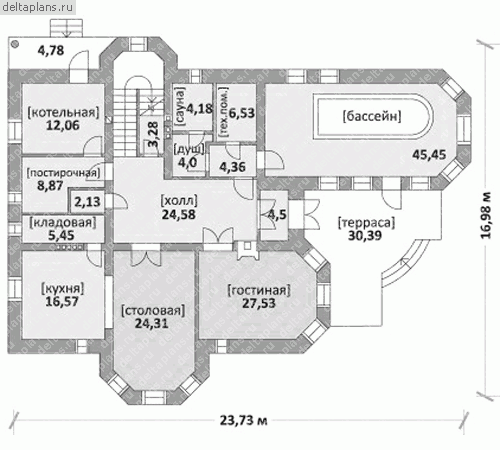 deltaplans.ru
4,78
[котельная]
12,06
3,28
[сауна]
4,18
[тех.пом.]
6,53
[бассейн]
45,45
[душ]
4,0
4,36
[постирочная]
8,87
2,13
[холл]
24,58
4,5
[терраса]
30,39
[кладовая]
5,45
[кухня]
16,57
[столовая]
24,31
[гостиная]
27,53
16,98 м
23,73 м